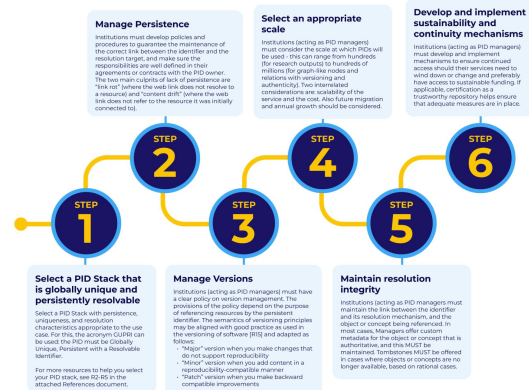 Manage Persistence
Institutions must develop policies and
procedures to guarantee the maintenance of
the correct link between the identifier and the
resolution target, and make sure the
responsibilities are well defined in their
agreements or contracts with the PID owner.
The two main culprits of lack of persistence are
"link rot" (where the web link does not resolve to
a resource) and "content drift" (where the web
link does not refer to the resource it was initially
connected to).
Select an appropriate
scale
Institutions (acting as PID managers)
must consider the scale at which PIDs will
be used - this can range from hundreds
(for research outputs) to hundreds of
millions (for graph-like nodes and
relations with versioning and
authenticity). Two interrelated
considerations are: scalability of the
service and the cost. Also future migration
and annual growth should be considered.
Develop and implement
sustainability and
continuity mechanisms
Institutions (acting as PID managers)
must develop and implement
mechanisms to ensure continued
access should their services need to
wind down or change and preferably
have access to sustainable funding. If
applicable, certification as a
trustworthy repository helps ensure
that adequate measures are in place.
STEP
1
STEP
2
STEP
3
STEP
4
STEP
5
STEP
6
Select a PID Stack that
is globally unique and
persistently resolvable
Select a PID Stack with persistence,
uniqueness, and resolution
characteristics appropriate to the use
case. For this, the acronym GUPRI can
be used: the PID must be Globally
Unique, Persistent with a Resolvable
Identifier.
For more resources to help you select
your PID stack, see R2-R5 in the
attached References document.
Manage Versions
Institutions (acting as PID managers) must have
a clear policy on version management. The
provisions of the policy depend on the purpose
of referencing resources by the persistent
identifier. The semantics of versioning principles
may be aligned with good practice as used in
the versioning of software [R15] and adapted as
follows:
• "Major" version when you make changes that
do not support reproducibility
• "Minor" version when you add content in a
reproducibility-compatible manner
• "Patch" version when you make backward
compatible improvements
Maintain resolution
integrity
Institutions (acting as PID managers must
maintain the link between the identifier
and its resolution mechanism, and the
object or concept being referenced. In
most cases, Managers offer custom
metadata for the object or concept that is
authoritative, and this MUST be
maintained. Tombstones MUST be offered
in cases where objects or concepts are no
longer available, based on rational cases.